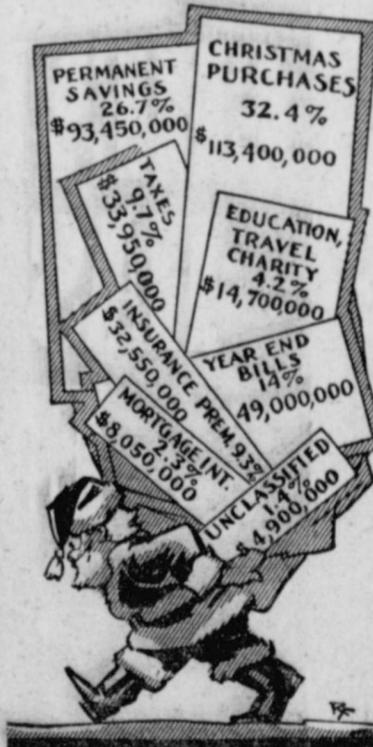 PERMANENT
SAVINGS
26.7%
$93,450,000
CHRISTMAS
PURCHASES
32.4%
$113,400,000
TAXES
9.7%
$33,950,000
EDUCATION,
TRAVEL
CHARITY
4.2%
$14,700,000
INSURANCE PREM. 93%
$32,550,000
YEAR END
BILLS
14%
49,000,000
MORTGAGE INT.
2.3%
$8,050,000
UNCLASSIFIED
1.4%
$4,900,000